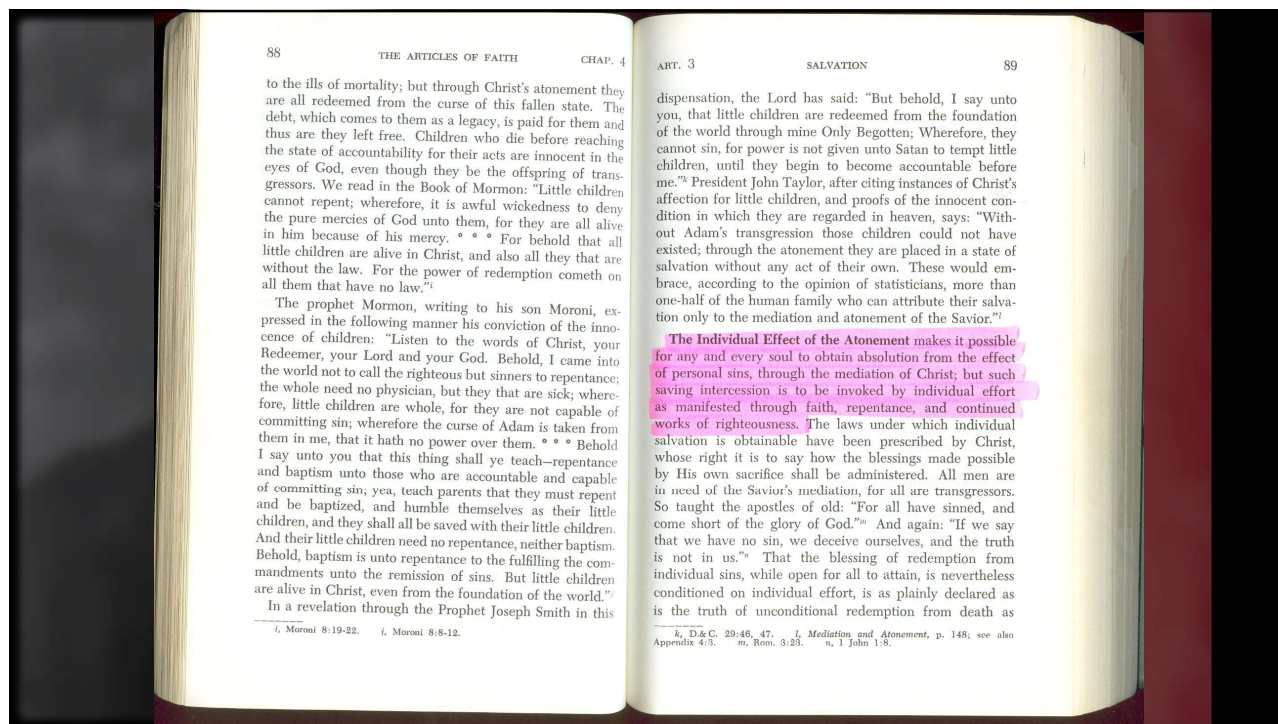 88 THE ARTICLES OF FAITH CHAP. 4
to the ills of mortality; but through Christ's atonement they
are all redeemed from the curse of this fallen state. The
debt, which comes to them as a legacy, is paid for them and
thus are they left free. Children who die before reaching
the state of accountability for their acts are innocent in the
eyes of God, even though they be the offspring of trans-
gressors. We read in the Book of Mormon: “Little children
cannot repent; wherefore, it is awful wickedness to deny
the pure mercies of God unto them, for they are all alive
in him because of his mercy. * * * For behold that all
little children are alive in Christ, and also all they that are
without the law. For the power of redemption cometh on
all them that have no law.”i
The prophet Mormon, writing to his son Moroni, ex-
pressed in the following manner his conviction of the inno-
cence of children: “Listen to the words of Christ, your
Redeemer, your Lord and your God. Behold, I came into
the world not to call the righteous but sinners to repentance;
the whole need no physician, but they that are sick; where-
fore, little children are whole, for they are not capable of
committing sin; wherefore the curse of Adam is taken from
them in me, that it hath no power over them. * * * Behold
I say unto you that this thing shall ye teach—repentance
and baptism unto those who are accountable and capable
of committing sin; yea, teach parents that they must repent
and be baptized, and humble themselves as their little
children, and they shall all be saved with their little children.
And their little children need no repentance, neither baptism.
Behold, baptism is unto repentance to the fulfilling the com-
mandments unto the remission of sins. But little children
are alive in Christ, even from the foundation of the world.”j
In a revelation through the Prophet Joseph Smith in this
i, Moroni 8:19-22. j, Moroni 8:8-12.
ART. 3 SALVATION 89
dispensation, the Lord has said: “But behold, I say unto
you, that little children are redeemed from the foundation
of the world through mine Only Begotten; Wherefore, they
cannot sin, for power is not given unto Satan to tempt little
children, until they begin to become accountable before
me.”k President John Taylor, after citing instances of Christ's
affection for little children, and proofs of the innocent con-
dition in which they are regarded in heaven, says: “With-
out Adam's transgression those children could not have
existed; through the atonement they are placed in a state of
salvation without any act of their own. These would em-
brace, according to the opinion of statisticians, more than
one-half of the human family who can attribute their salva-
tion only to the mediation and atonement of the Savior.”l
The Individual Effect of the Atonement makes it possible
for any and every soul to obtain absolution from the effect
of personal sins, through the mediation of Christ; but such
saving intercession is to be invoked by individual effort
as manifested through faith, repentance, and continued
works of righteousness. The laws under which individual
salvation is obtainable have been prescribed by Christ,
whose right it is to say how the blessings made possible
by His own sacrifice shall be administered. All men are
in need of the Savior's mediation, for all are transgressors.
So taught the apostles of old: “For all have sinned, and
come short of the glory of God.”m And again: “If we say
that we have no sin, we deceive ourselves, and the truth
is not in us.”n That the blessing of redemption from
individual sins, while open for all to attain, is nevertheless
conditioned on individual effort, is as plainly declared as
is the truth of unconditional redemption from death as
k, D.& C. 29:46, 47. l, Mediation and Atonement, p. 148; see also
Appendix 4:3. m, Rom. 3:23. n, 1 John 1:8.